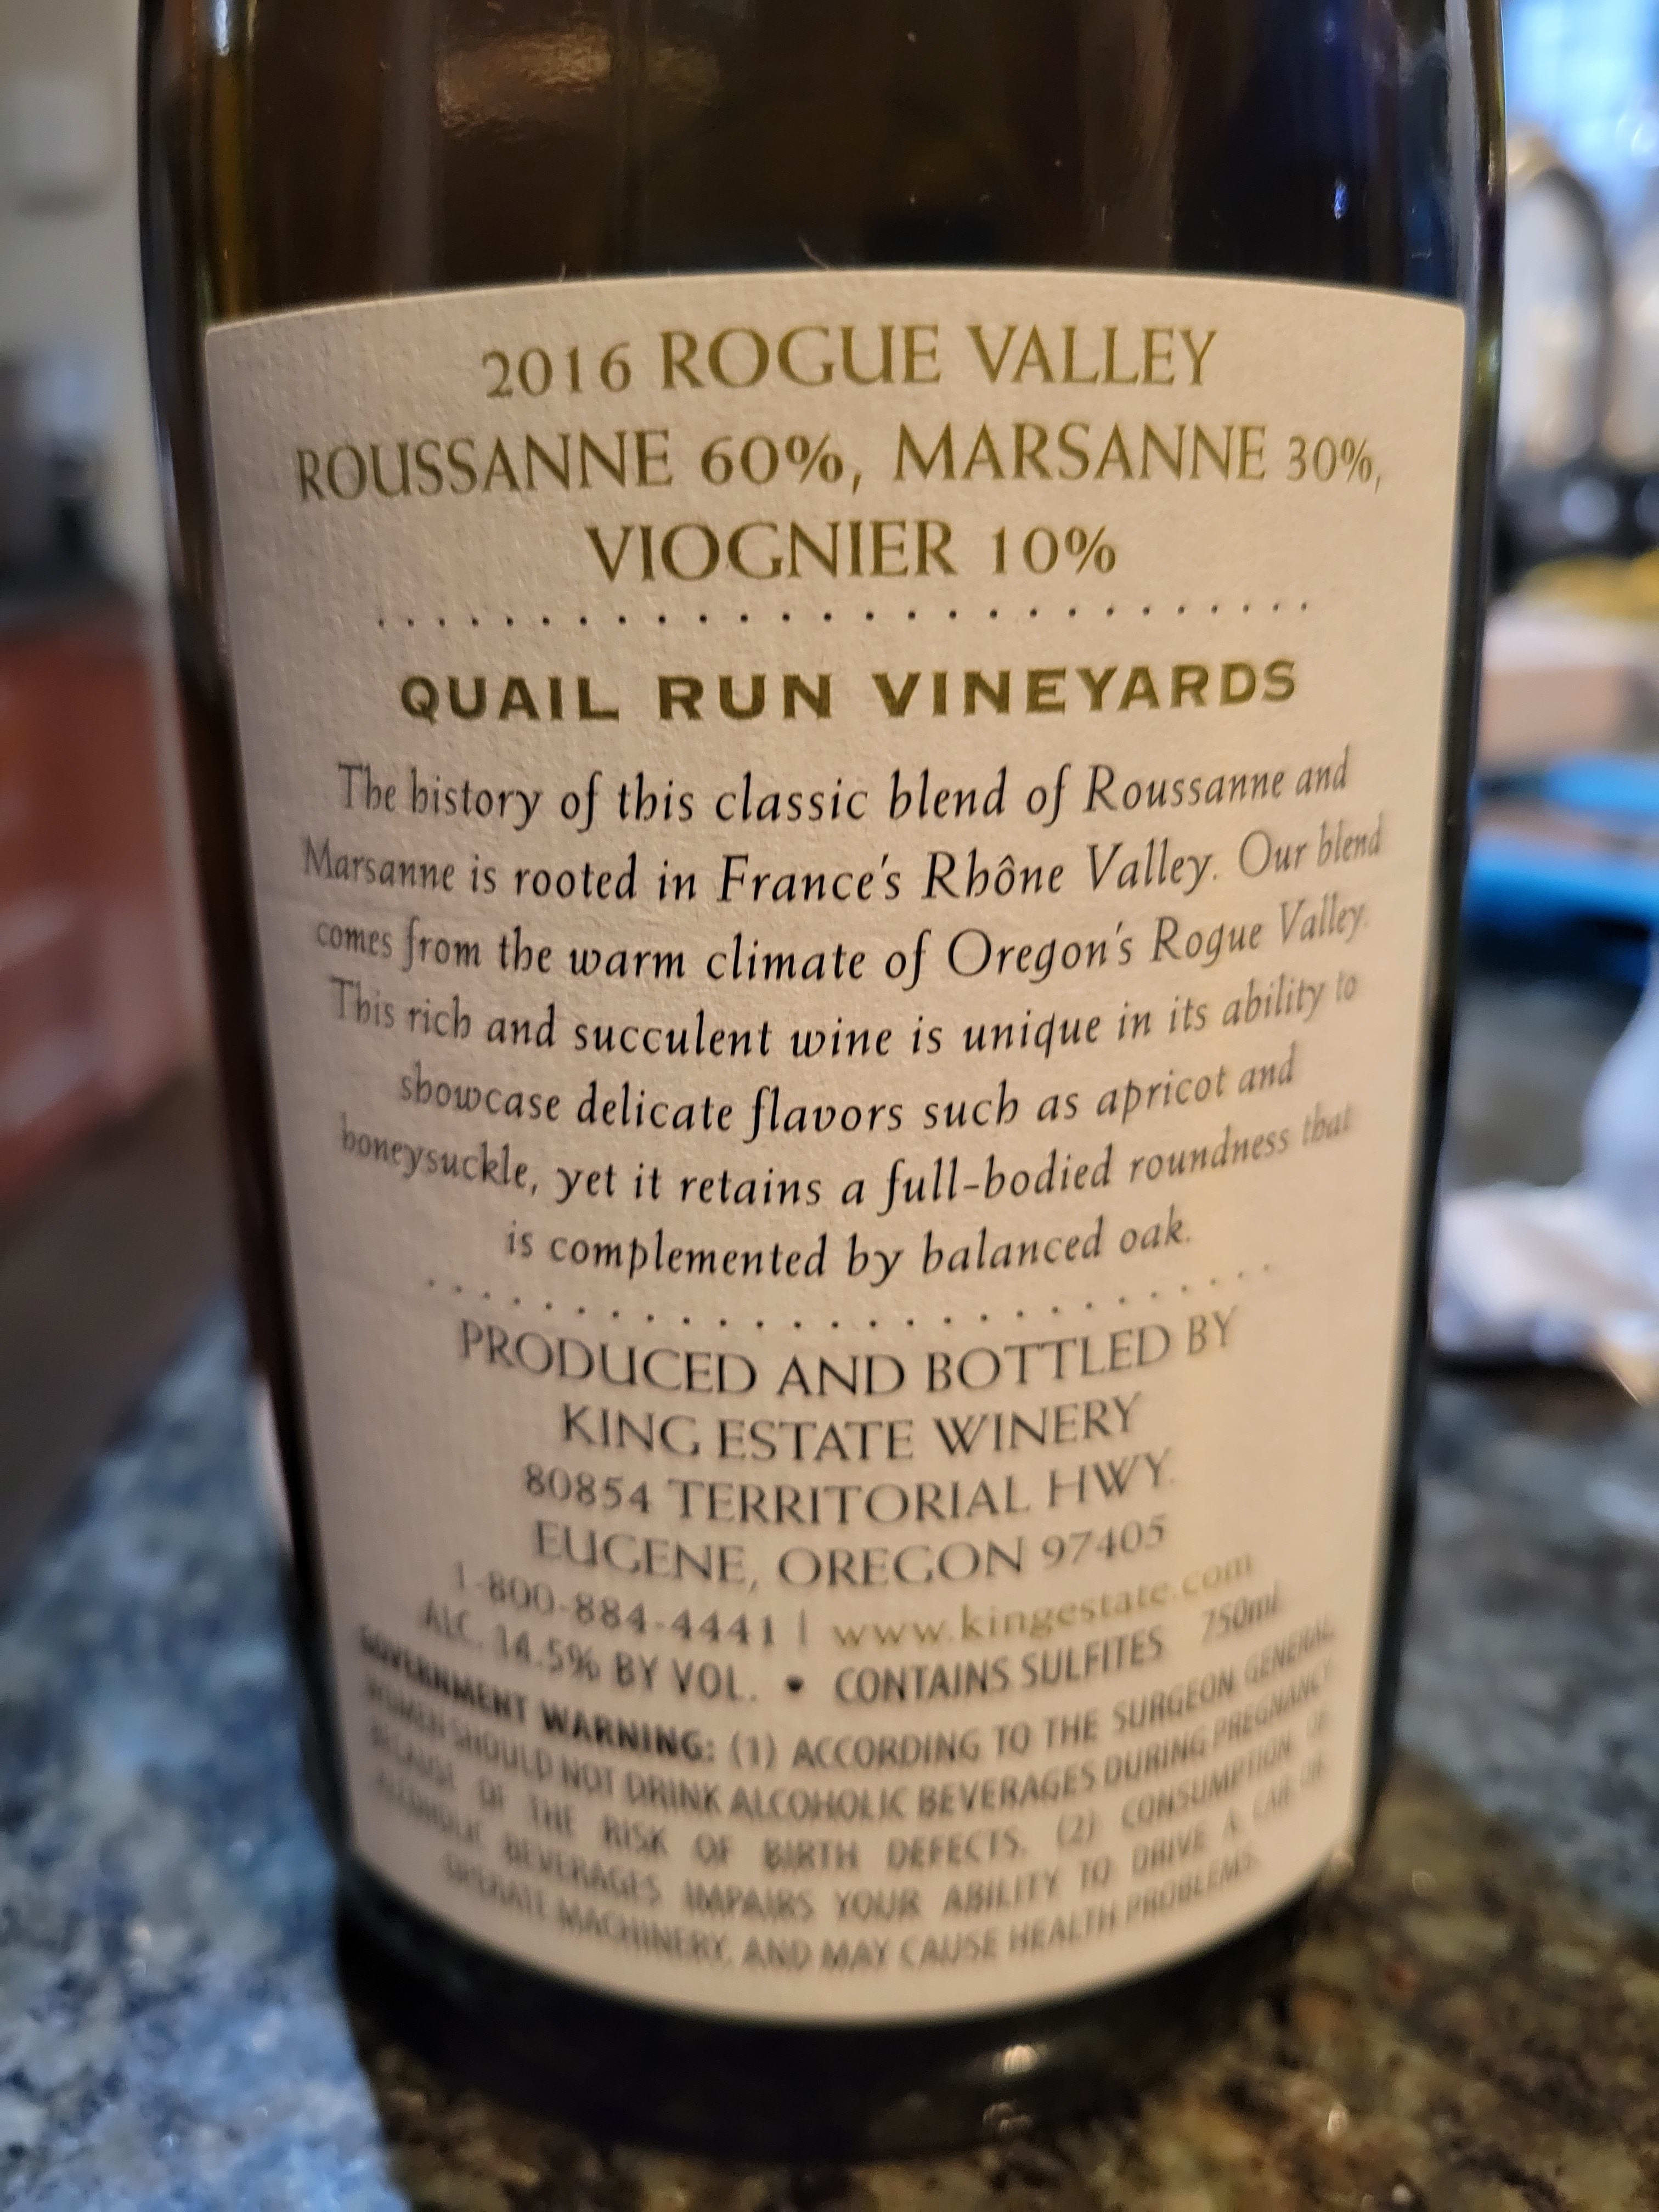 2016 ROGUE VALLEY
ROUSSANNE 60%, MARSANNE 30%,
VIOGNIER 10%
QUAIL RUN VINEYARDS
The history of this classic blend of Roussanne and
Marsanne is rooted in France's Rhône Valley. Our blend
comes from the warm climate of Oregon's Rogue Valley.
This rich and succulent wine is unique in its ability to
showcase delicate flavors such as apricot and
honeysuckle, yet it retains a full-bodied roundness that
is complemented by balanced oak.
PRODUCED AND BOTTLED BY
KING ESTATE WINERY
80854 TERRITORIAL HWY.
EUGENE, OREGON 97405
1-800-884-4441 | www.kingestate.com
ALC. 14.5% BY VOL. • CONTAINS SULFITES 750ml
GOVERNMENT WARNING: (1) ACCORDING TO THE SURGEON GENERAL
WOMEN SHOULD NOT DRINK ALCOHOLIC BEVERAGES DURING PREGNANCY
BECAUSE OF THE RISK OF BIRTH DEFECTS. (2) CONSUMPTION OF
ALCOHOLIC BEVERAGES IMPAIRS YOUR ABILITY TO DRIVE A CAR OR
OPERATE MACHINERY, AND MAY CAUSE HEALTH PROBLEMS.